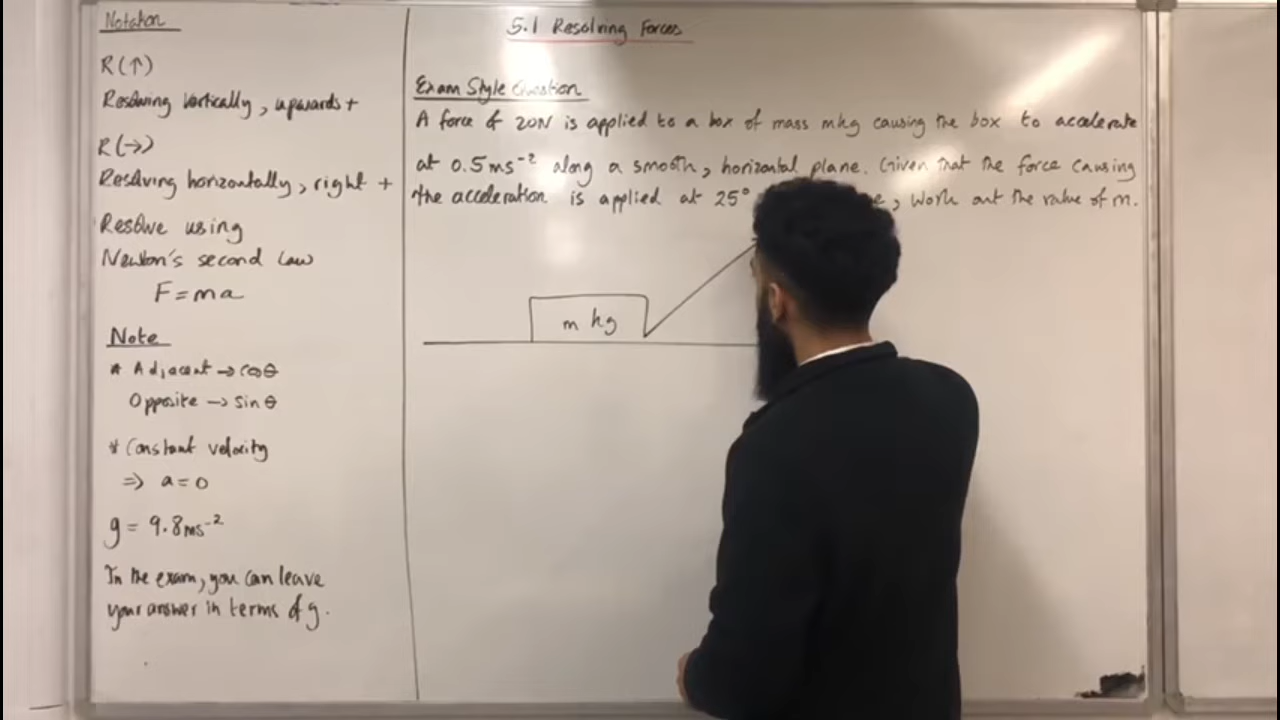 Notation
R(↑)
Resolving vertically, upwards +
R(→)
Resolving horizontally, right +
Resolve using
Newton's second Law
F = ma
Note
* Adjacent → cosθ
Opposite → sinθ
* Constant velocity
⇒ a = 0
g = 9.8ms⁻²
In the exam, you can leave
your answer in terms of g.
5.1 Resolving Forces
Exam Style Question
A force of 20N is applied to a box of mass mkg causing the box to accelerate
at 0.5ms⁻² along a smooth, horizontal plane. Given that the force causing
the acceleration is applied at 25° , work out the value of m.
m kg